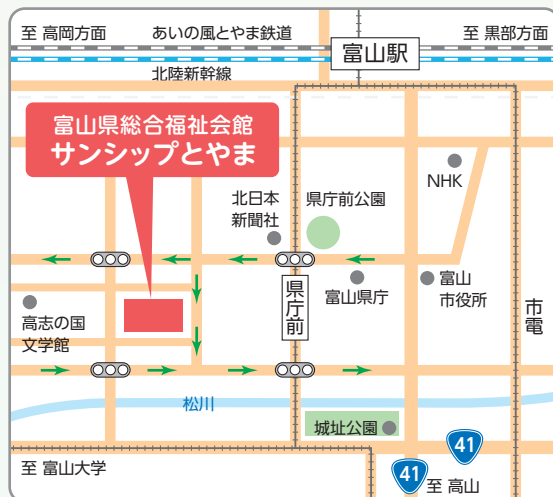 至 高岡方面
あいの風とやま鉄道
富山駅
至 黒部方面
北陸新幹線
富山県総合福祉会館
サンシップとやま
NHK
北日本
新聞社
県庁前公園
県庁前
富山県庁
富山
市役所
市電
高志の国
文学館
松川
城址公園
41
至 富山大学
41
至 高山